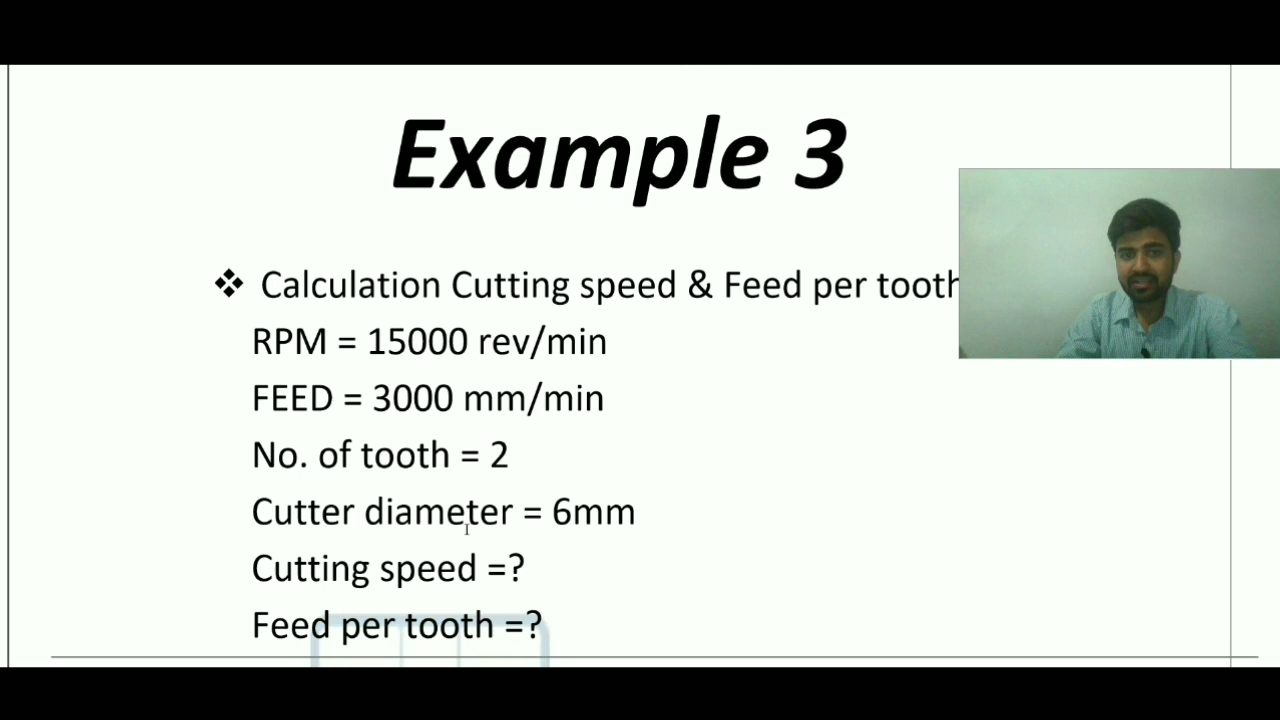 Example 3
❖ Calculation Cutting speed & Feed per tooth
RPM = 15000 rev/min
FEED = 3000 mm/min
No. of tooth = 2
Cutter diameter = 6mm
Cutting speed =?
Feed per tooth =?